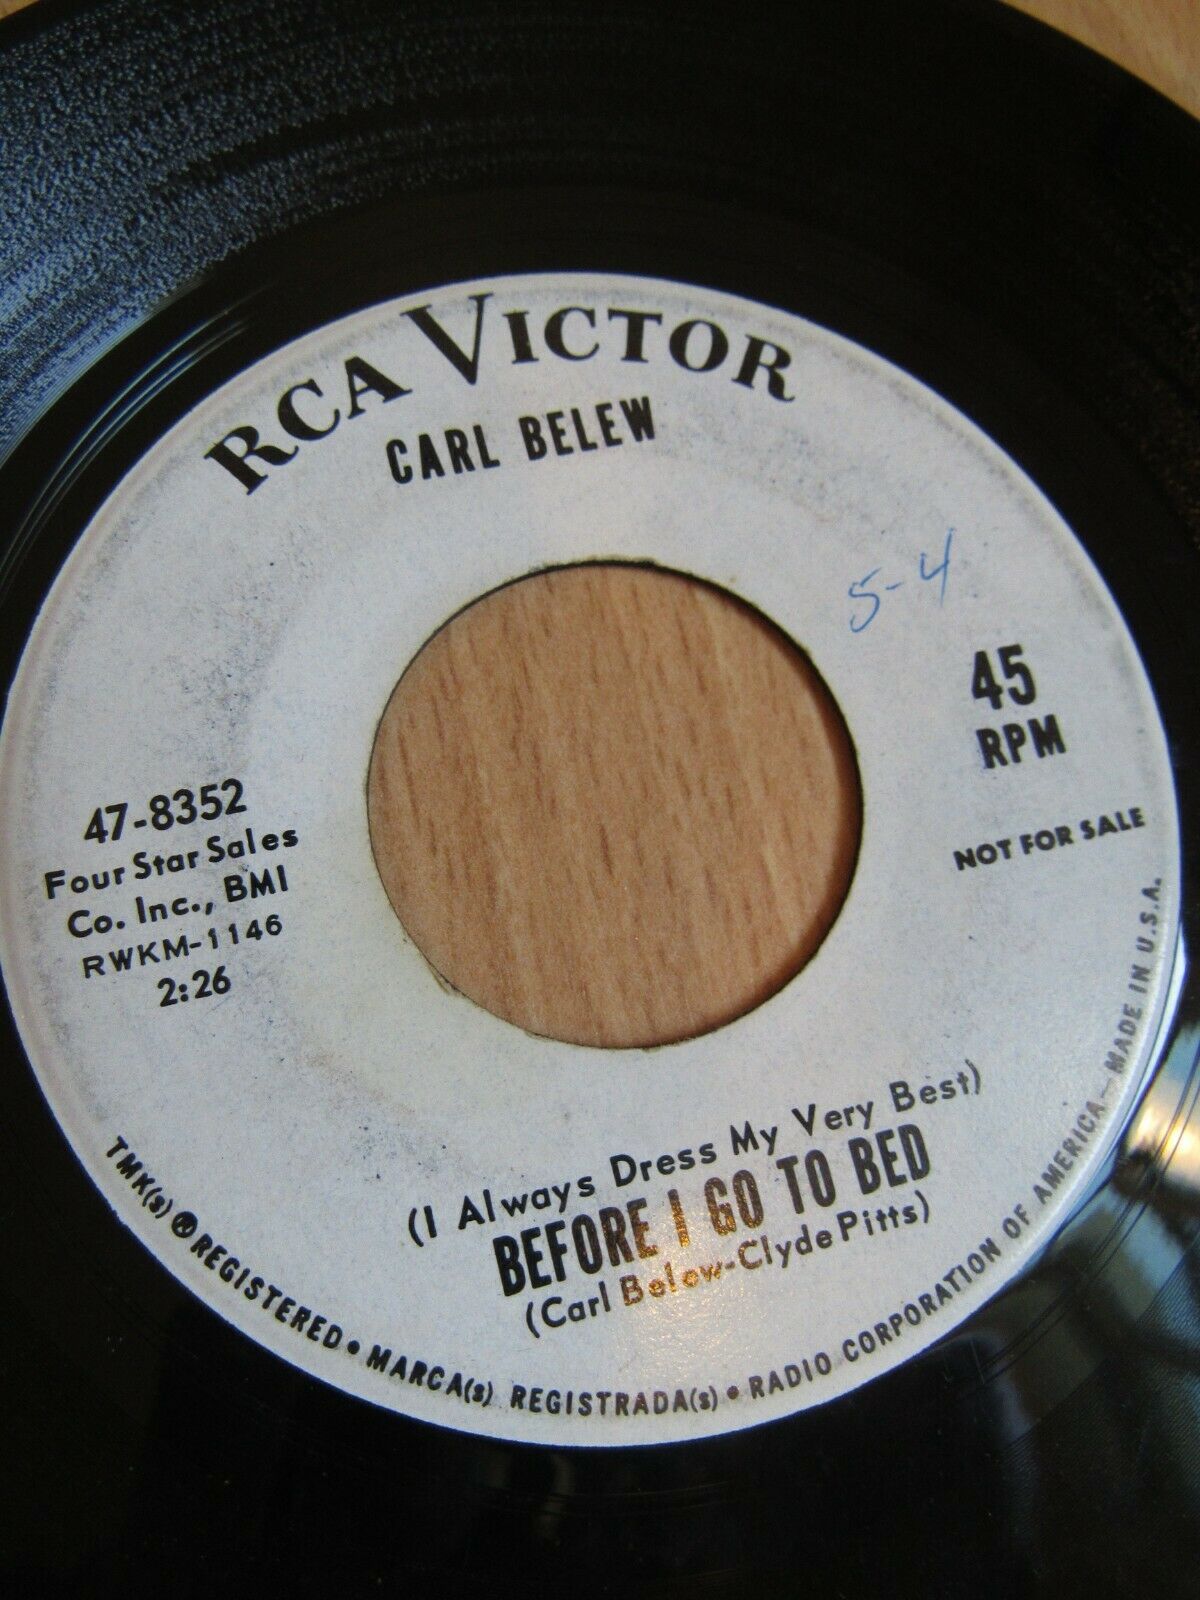 RCA VICTOR
CARL BELEW
5-4
45
RPM
NOT FOR SALE
47-8352
Four Star Sales
Co. Inc., BMI
RWKM-1146
2:26
(I Always Dress My Very Best)
BEFORE I GO TO BED
(Carl Belew-Clyde Pitts)
TMK(s) ® REGISTERED • MARCA(s) REGISTRADA(s) • RADIO CORPORATION OF AMERICA—MADE IN U.S.A.